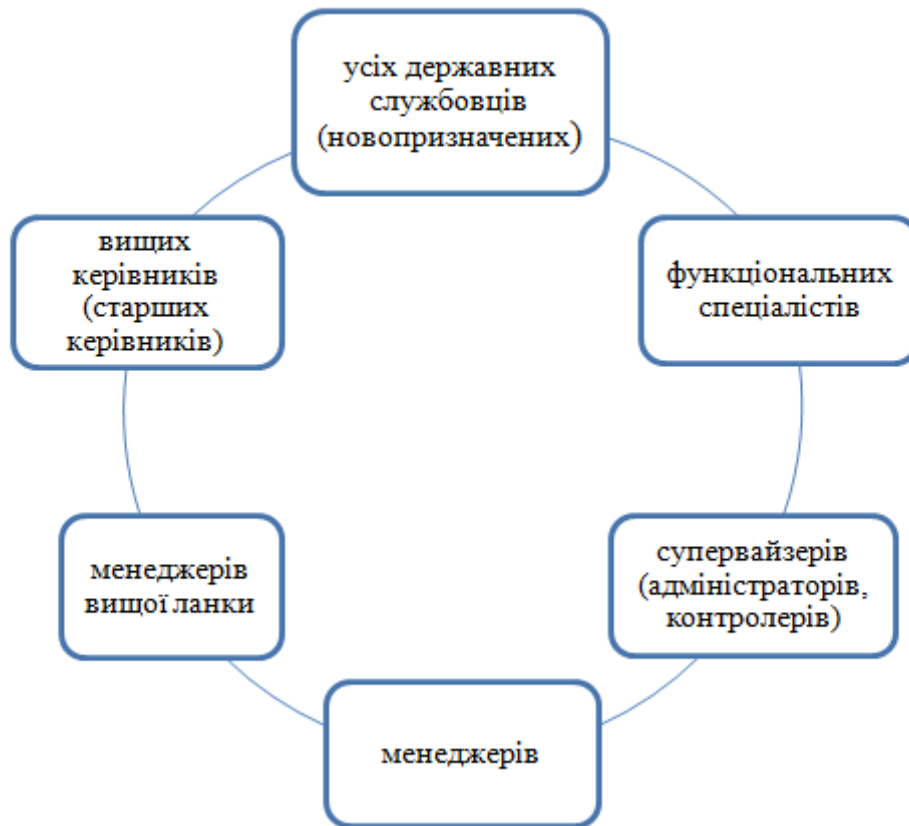 усіх державних
службовців
(новопризначених)
функціональних
спеціалістів
супервайзерів
(адміністраторів,
контролерів)
менеджерів
менеджерів
вищої ланки
вищих
керівників
(старших
керівників)